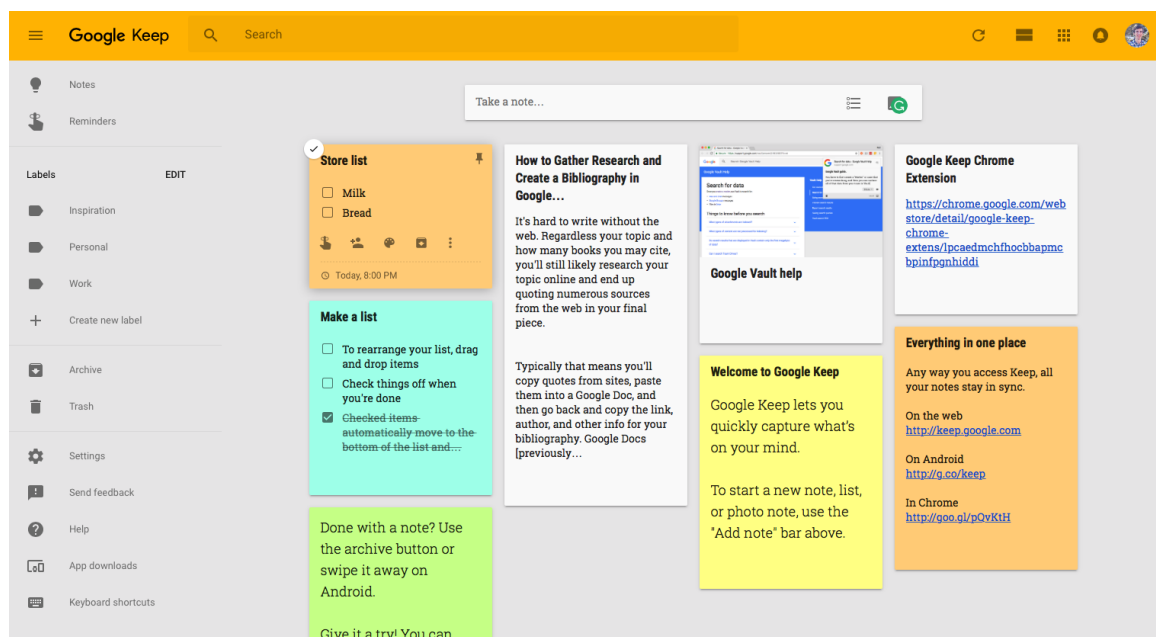 Google Keep
Search
Notes
Reminders
Labels
EDIT
Inspiration
Personal
Work
Create new label
Archive
Trash
Settings
Send feedback
Help
App downloads
Keyboard shortcuts
Take a note...
Store list
Milk
Bread
Today, 8:00 PM
Make a list
To rearrange your list, drag
and drop items
Check things off when
you're done
Checked items
automatically move to the
bottom of the list and...
Done with a note? Use
the archive button or
swipe it away on
Android.
Give it a try! You can
How to Gather Research and
Create a Bibliography in
Google...
It's hard to write without the
web. Regardless your topic and
how many books you may cite,
you'll still likely research your
topic online and end up
quoting numerous sources
from the web in your final
piece.
Typically that means you'll
copy quotes from sites, paste
them into a Google Doc, and
then go back and copy the link,
author, and other info for your
bibliography. Google Docs
[previously...
Google
Search for data
Things to know before you search
Google Vault help
Welcome to Google Keep
Google Keep lets you
quickly capture what's
on your mind.
To start a new note, list,
or photo note, use the
"Add note" bar above.
Google Keep Chrome
Extension
https://chrome.google.com/web
store/detail/google-keep-
chrome-
extens/lpcaedmchfhocbbapmc
bpinfpgnhiddi
Everything in one place
Any way you access Keep, all
your notes stay in sync.
On the web
http://keep.google.com
On Android
http://g.co/keep
In Chrome
http://goo.gl/pQvKtH